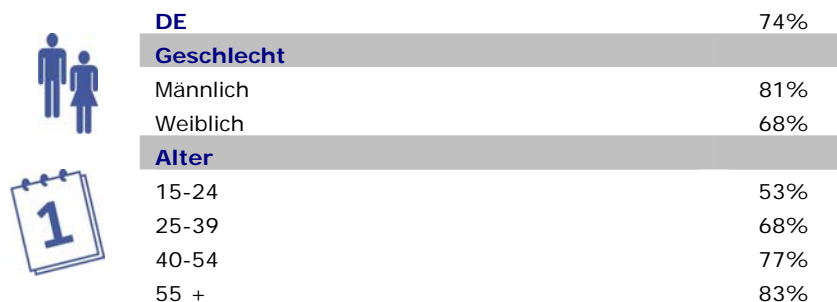 DE 74%
Geschlecht
Männlich 81%
Weiblich 68%
Alter
15-24 53%
25-39 68%
40-54 77%
55 + 83%
1